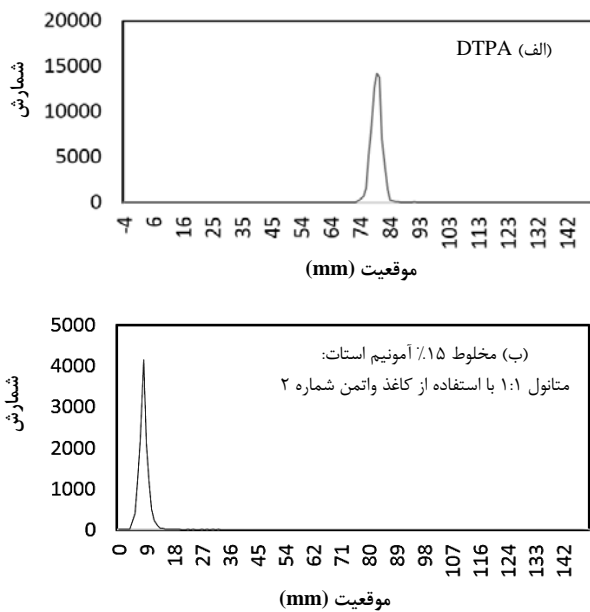 20000
15000
10000
5000
0
شمارش
(الف) DTPA
-4 6 16 25 35 45 54 64 74 84 93 103 113 123 132 142
موقعیت (mm)
5000
4000
3000
2000
1000
0
شمارش
(ب) مخلوط ۱۵٪ آمونیم استات:
متانول ۱:۱ با استفاده از کاغذ واتمن شماره ۲
0 9 18 27 36 45 54 62 71 80 89 98 107 116 124 133 142
موقعیت (mm)